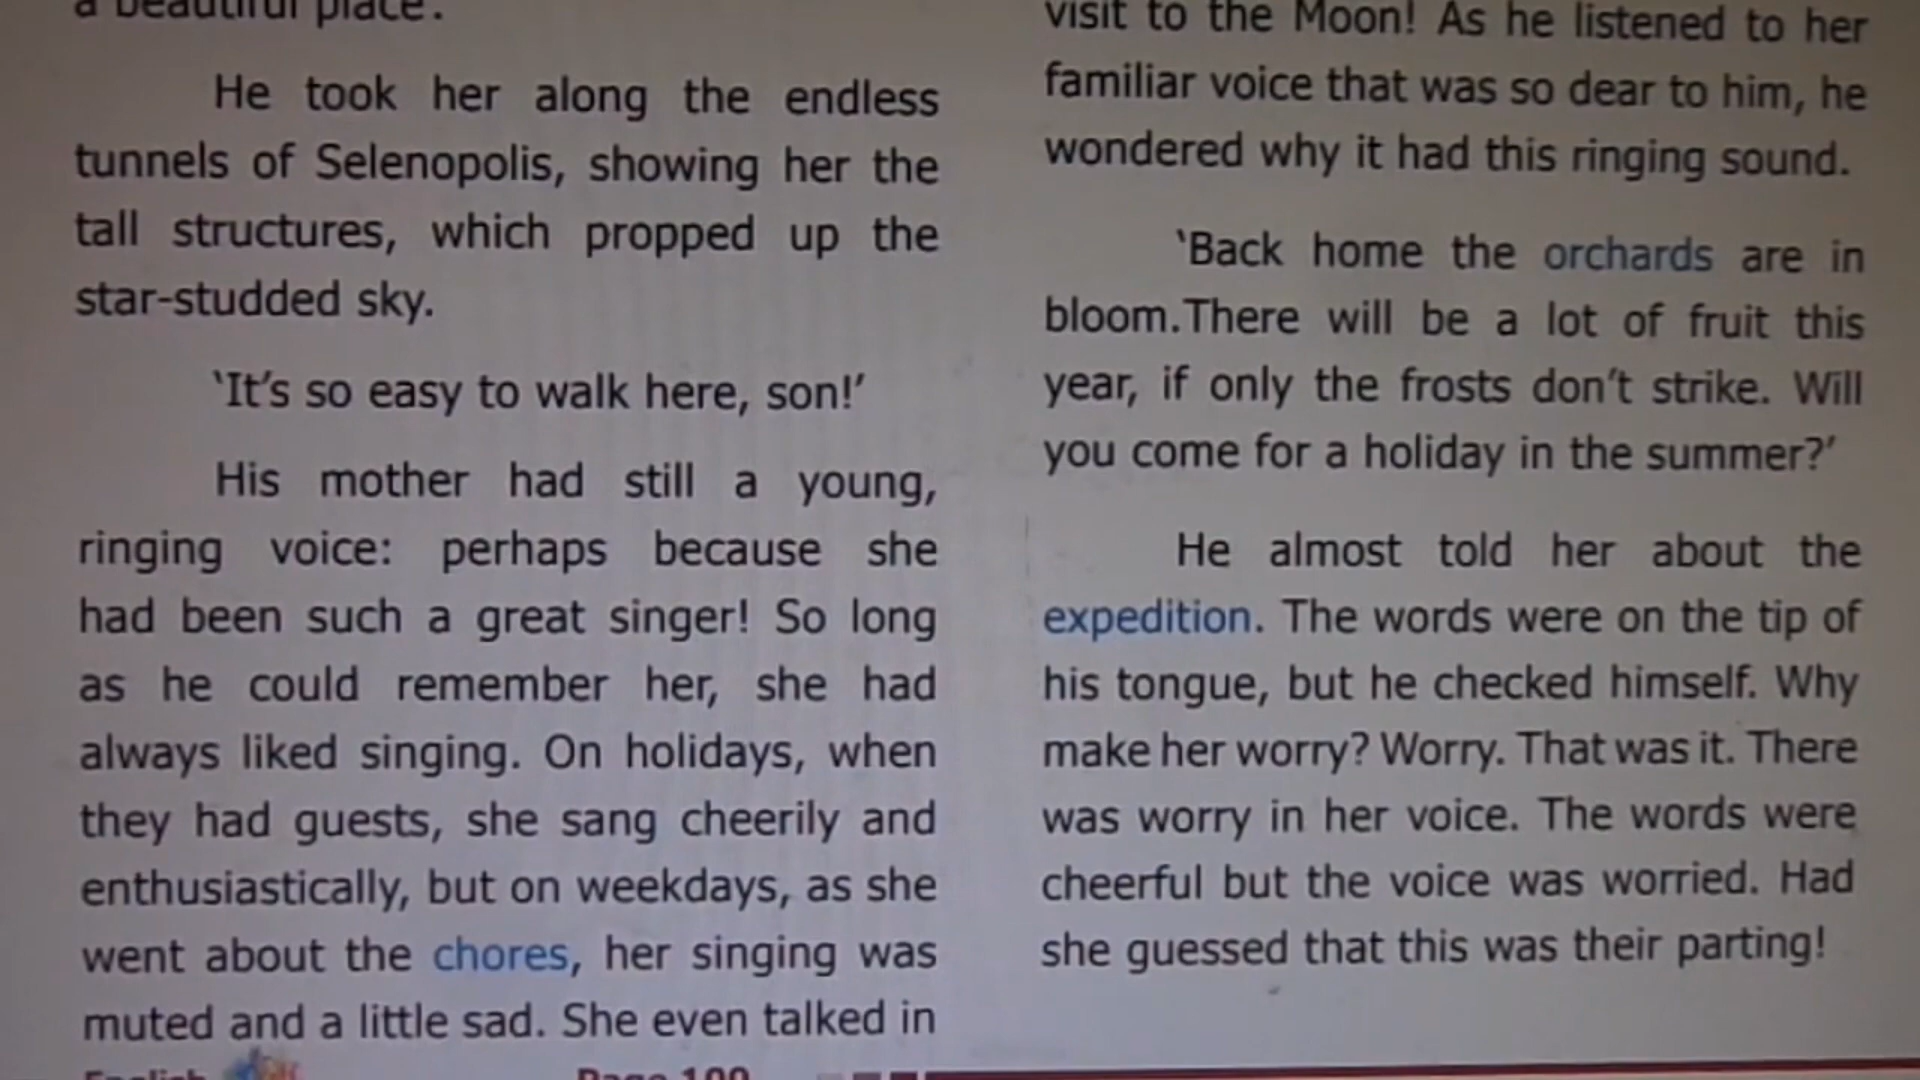 a beautiful place.
He took her along the endless
tunnels of Selenopolis, showing her the
tall structures, which propped up the
star-studded sky.
‘It’s so easy to walk here, son!’
His mother had still a young,
ringing voice: perhaps because she
had been such a great singer! So long
as he could remember her, she had
always liked singing. On holidays, when
they had guests, she sang cheerily and
enthusiastically, but on weekdays, as she
went about the chores, her singing was
muted and a little sad. She even talked in
visit to the Moon! As he listened to her
familiar voice that was so dear to him, he
wondered why it had this ringing sound.
‘Back home the orchards are in
bloom.There will be a lot of fruit this
year, if only the frosts don’t strike. Will
you come for a holiday in the summer?’
He almost told her about the
expedition. The words were on the tip of
his tongue, but he checked himself. Why
make her worry? Worry. That was it. There
was worry in her voice. The words were
cheerful but the voice was worried. Had
she guessed that this was their parting!
English
Page 100